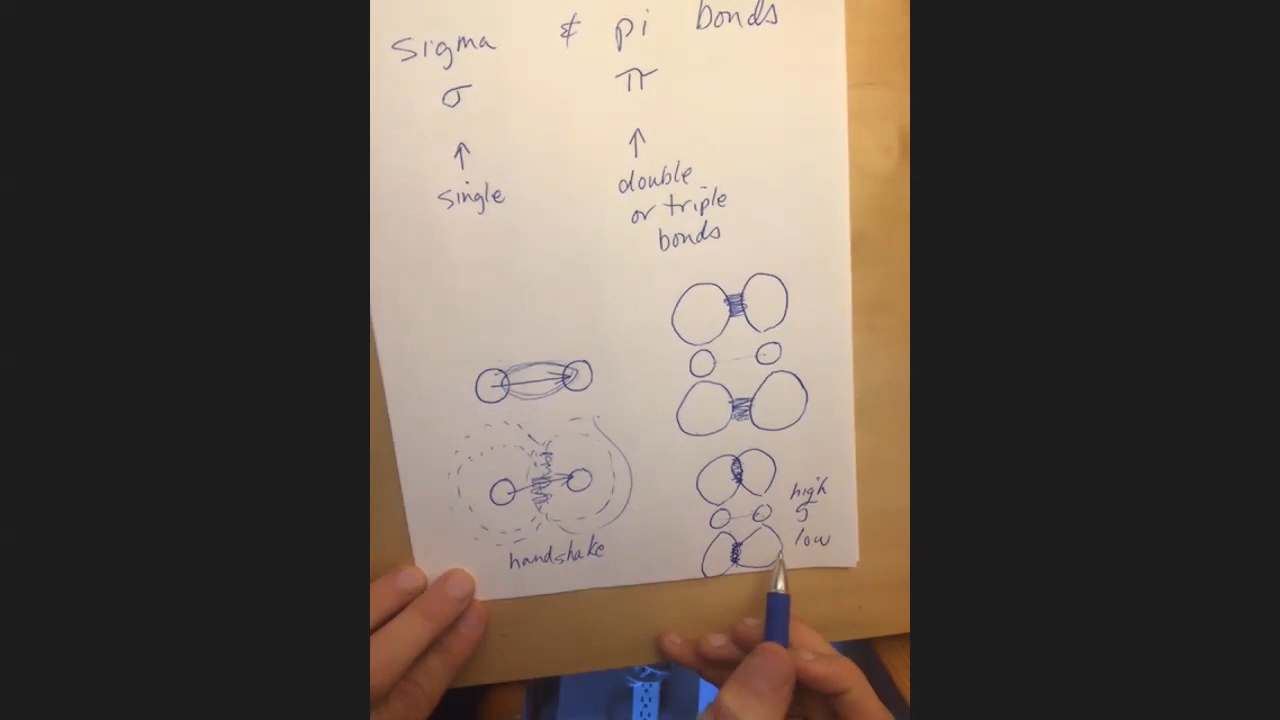 Sigma & pi bonds
σ π
↑ ↑
single
double
or triple
bonds
high
5
low
handshake